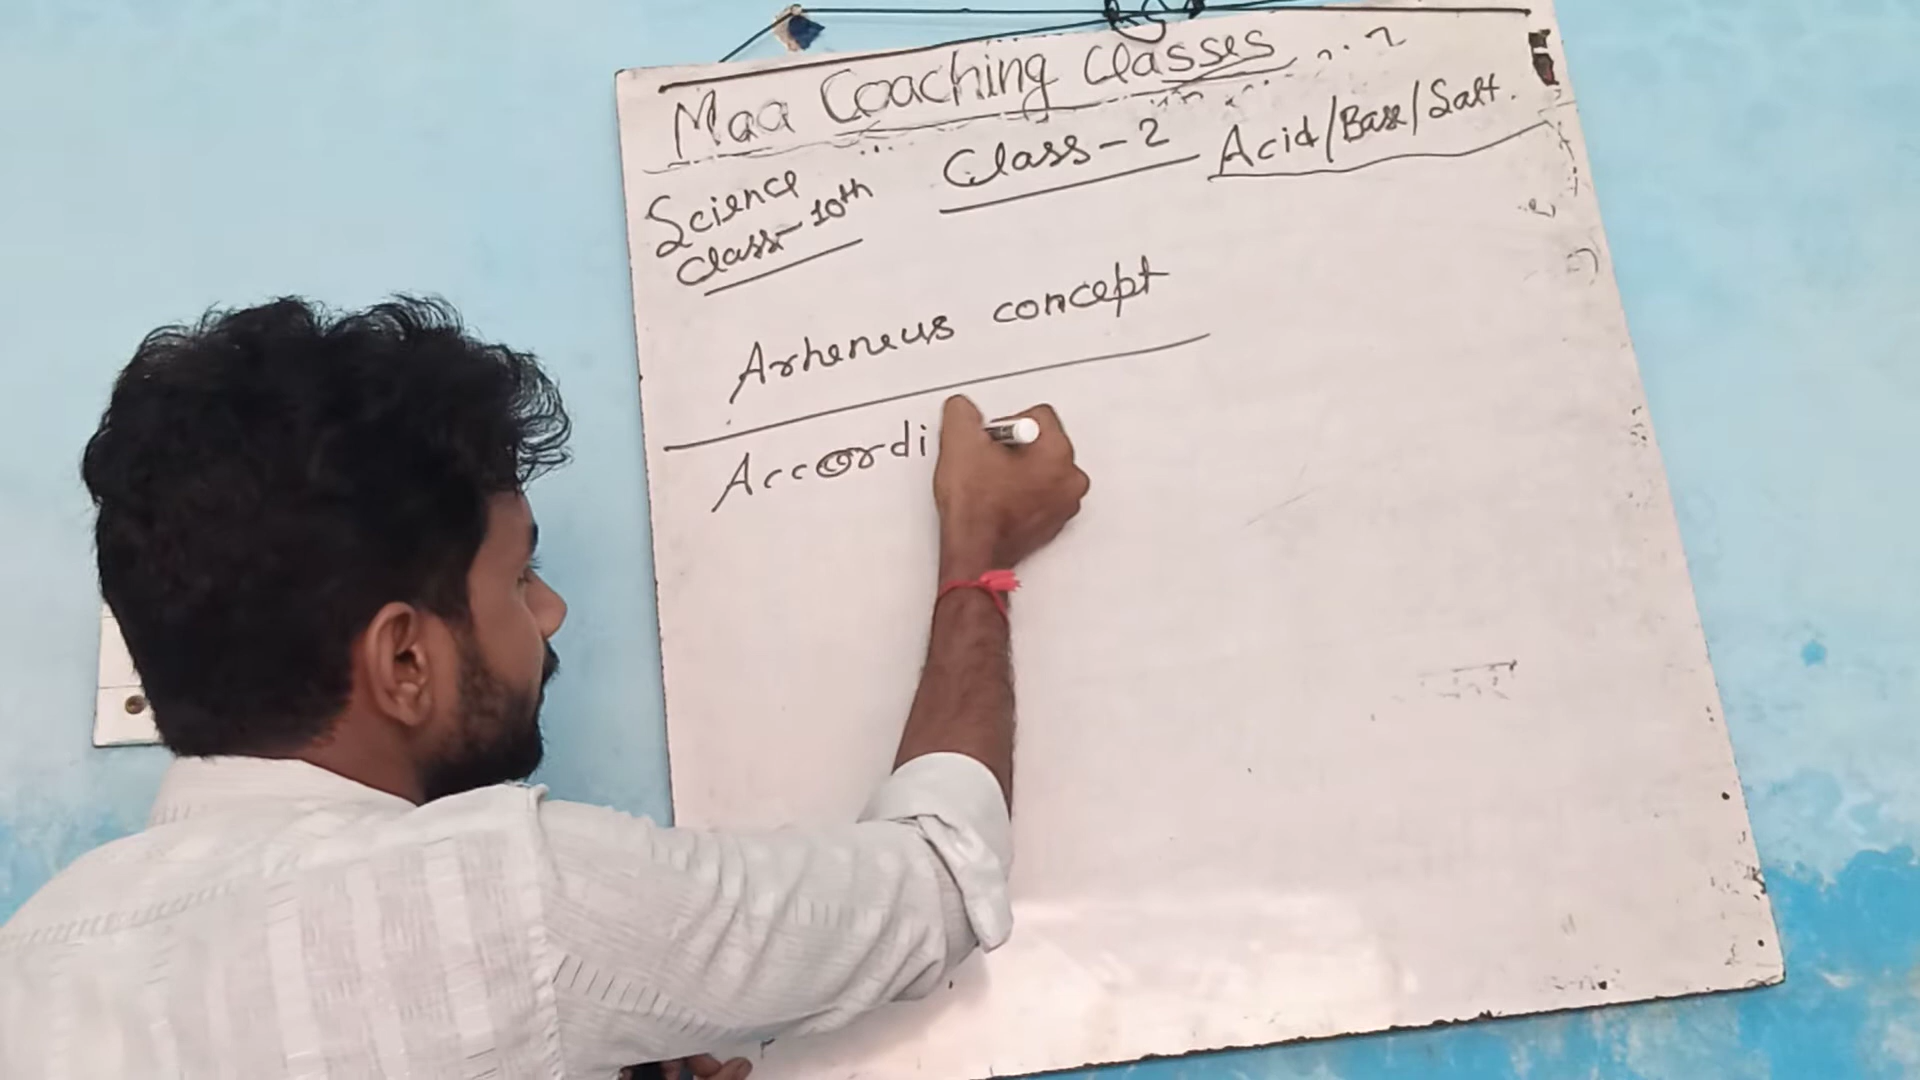 Maa Coaching Classes
Science Class-2 Acid/Base/Salt.
Class-10th
Arheneus concept
Accordi